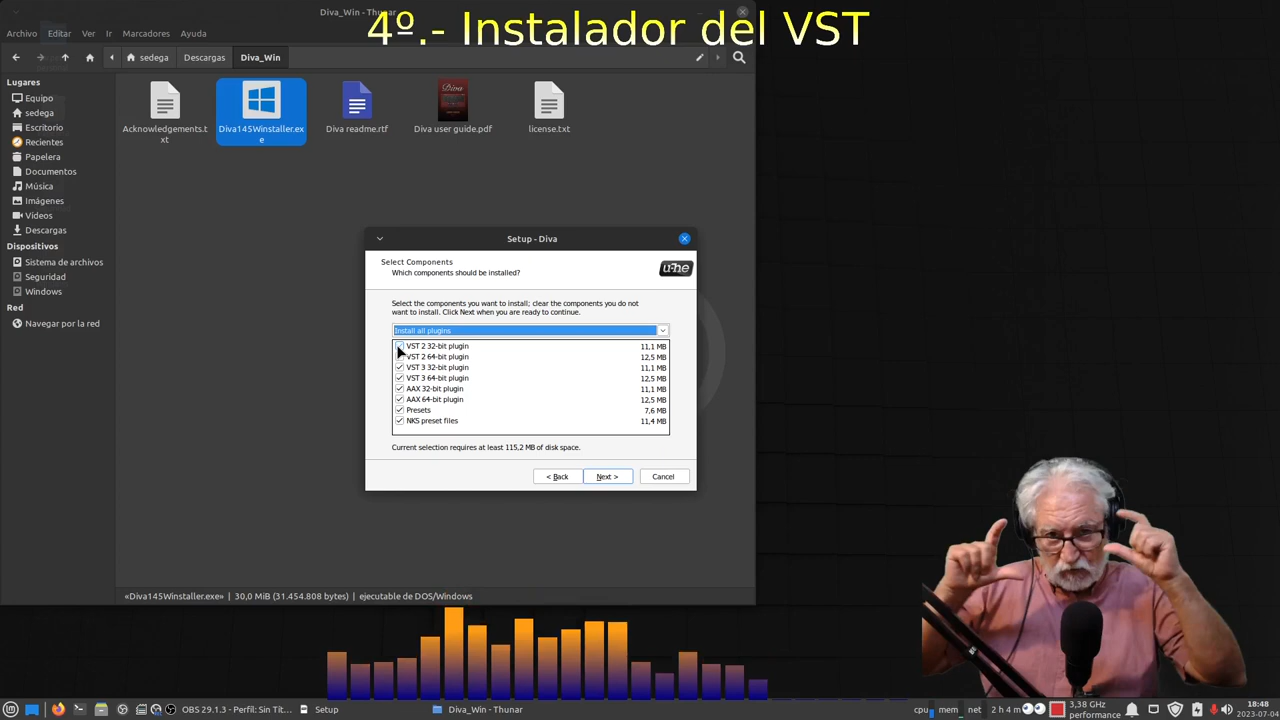 Diva_Win - Thunar
4º.- Instalador del VST
Archivo Editar Ver Ir Marcadores Ayuda
sedega Descargas Diva_Win
Lugares
Equipo
sedega
Escritorio
Recientes
Papelera
Documentos
Música
Imágenes
Vídeos
Descargas
Dispositivos
Sistema de archivos
Seguridad
Windows
Red
Navegar por la red
Acknowledgements.t
xt
Diva145Winstaller.ex
e
Diva readme.rtf
Diva user guide.pdf
license.txt
Setup - Diva
Select Components
Which components should be installed?
u-he
Select the components you want to install; clear the components you do not
want to install. Click Next when you are ready to continue.
Install all plugins
VST 2 32-bit plugin 11,1 MB
VST 2 64-bit plugin 12,5 MB
VST 3 32-bit plugin 11,1 MB
VST 3 64-bit plugin 12,5 MB
AAX 32-bit plugin 11,1 MB
AAX 64-bit plugin 12,5 MB
Presets 7,6 MB
NKS preset files 11,4 MB
Current selection requires at least 115,2 MB of disk space.
< Back Next > Cancel
«Diva145Winstaller.exe» | 30,0 MiB (31.454.808 bytes) | ejecutable de DOS/Windows
OBS 29.1.3 - Perfil: Sin Tit... Setup Diva_Win - Thunar cpu mem net 2 h 4 m 3,38 GHz
performance
18:48
2023-07-04